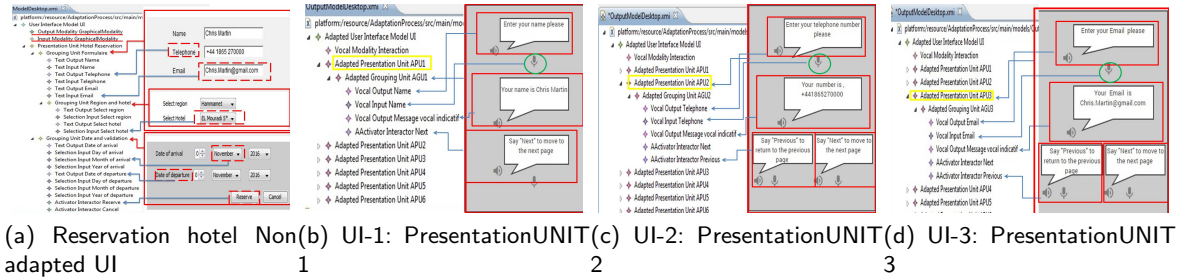 ModelDesktop.xmi
platform:/resource/AdaptationProcess/src/main/m
User Interface Model UI
Output Modality GraphicalModality
Input Modality GraphicalModality
Presentation Unit Hotel Reservation
Grouping Unit Formulaire
Text Output Name
Text Input Name
Text Output Telephone
Text Input Telephone
Text Output Email
Text Input Email
Grouping Unit Region and hotel
Text Output Select region
Selection Input Select region
Text Output Select hotel
Selection Input Select hotel
Grouping Unit Date and validation
Text Output Date of arrival
Selection Input Day of arrival
Selection Input Month of arrival
Selection Input Year of arrival
Text Output Date of departure
Selection Input Day of departure
Selection Input Month of departure
Selection Input Year of departure
Activator Interactor Reserve
Activator Interactor Cancel
Name Chris Martin
Telephone +44 1865 270000
Email Chris.Martin@gmail.com
Select region Hammamet
Select Hotel EL Mouradi 5*
Date of arrival 0 November 2016
Date of departure 0 November 2016
Reserve Cancel
(a) Reservation hotel Non adapted UI
OutputModelDesktop.xmi
platform:/resource/AdaptationProcess/src/main/mode
Adapted User Interface Model UI
Vocal Modality Interaction
Adapted Presentation Unit APU1
Adapted Grouping Unit AGU1
Vocal Output Name
Vocal Input Name
Vocal Output Message vocal indicatif
AActivator Interactor Next
Adapted Presentation Unit APU2
Adapted Presentation Unit APU3
Adapted Presentation Unit APU4
Adapted Presentation Unit APU5
Adapted Presentation Unit APU6
Enter your name please
Your name is Chris Martin
Say "Next" to move to
the next page
(b) UI-1: PresentationUNIT
1
*OutputModelDesktop.xmi
platform:/resource/AdaptationProcess/src/main/mode
Adapted User Interface Model UI
Vocal Modality Interaction
Adapted Presentation Unit APU1
Adapted Presentation Unit APU2
Adapted Grouping Unit AGU2
Vocal Output Telephone
Vocal Input Telephone
Vocal Output Message vocal indicatif
AActivator Interactor Next
AActivator Interactor Previous
Adapted Presentation Unit APU3
Adapted Presentation Unit APU4
Adapted Presentation Unit APU5
Adapted Presentation Unit APU6
Enter your telephone number
please
Your number is ,
+441865270000
Say "Previous" to
return to the previous
page
Say "Next" to move to
the next page
(c) UI-2: PresentationUNIT
2
*OutputModelDesktop.xmi
platform:/resource/AdaptationProcess/src/main/models/Out
Adapted User Interface Model UI
Vocal Modality Interaction
Adapted Presentation Unit APU1
Adapted Presentation Unit APU2
Adapted Presentation Unit APU3
Adapted Grouping Unit AGU3
Vocal Output Email
Vocal Input Email
Vocal Output Message vocal indicatif
AActivator Interactor Next
AActivator Interactor Previous
Adapted Presentation Unit APU4
Adapted Presentation Unit APU5
Adapted Presentation Unit APU6
Enter your Email please
Your Email is
Chris.Martin@gmail.com
Say "Previous" to
return to the previous
page
Say "Next" to move to
the next page
(d) UI-3: PresentationUNIT
3